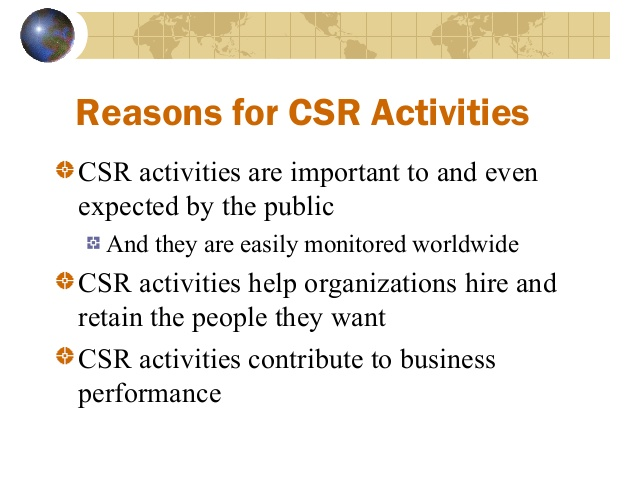 Reasons for CSR Activities
CSR activities are important to and even
expected by the public
And they are easily monitored worldwide
CSR activities help organizations hire and
retain the people they want
CSR activities contribute to business
performance